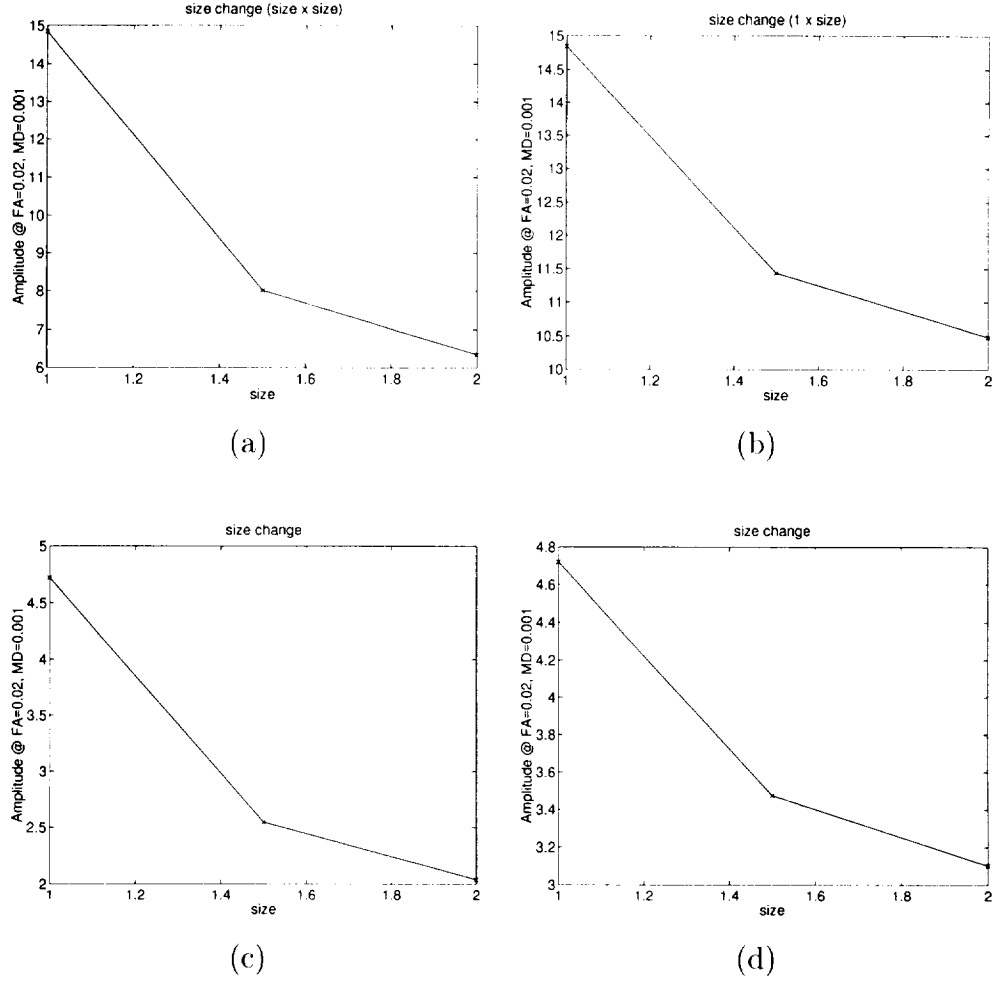 size change (size x size)
15
14
13
12
11
10
9
8
7
6
Amplitude @ FA=0.02, MD=0.001
1 1.2 1.4 1.6 1.8 2
size
(a)
size change (1 x size)
15
14.5
14
13.5
13
12.5
12
11.5
11
10.5
10
Amplitude @ FA=0.02, MD=0.001
1 1.2 1.4 1.6 1.8 2
size
(b)
size change
5
4.5
4
3.5
3
2.5
2
Amplitude @ FA=0.02, MD=0.001
1 1.2 1.4 1.6 1.8 2
size
(c)
size change
4.8
4.6
4.4
4.2
4
3.8
3.6
3.4
3.2
3
Amplitude @ FA=0.02, MD=0.001
1 1.2 1.4 1.6 1.8 2
size
(d)